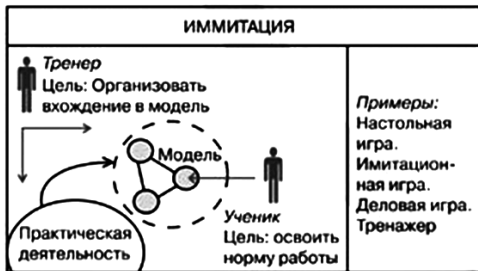 ИММИТАЦИЯ
Тренер
Цель: Организовать
вхождение в модель
Модель
Практическая
деятельность
Ученик
Цель: освоить
норму работы
Примеры:
Настольная
игра.
Имитацион-
ная игра.
Деловая игра.
Тренажер